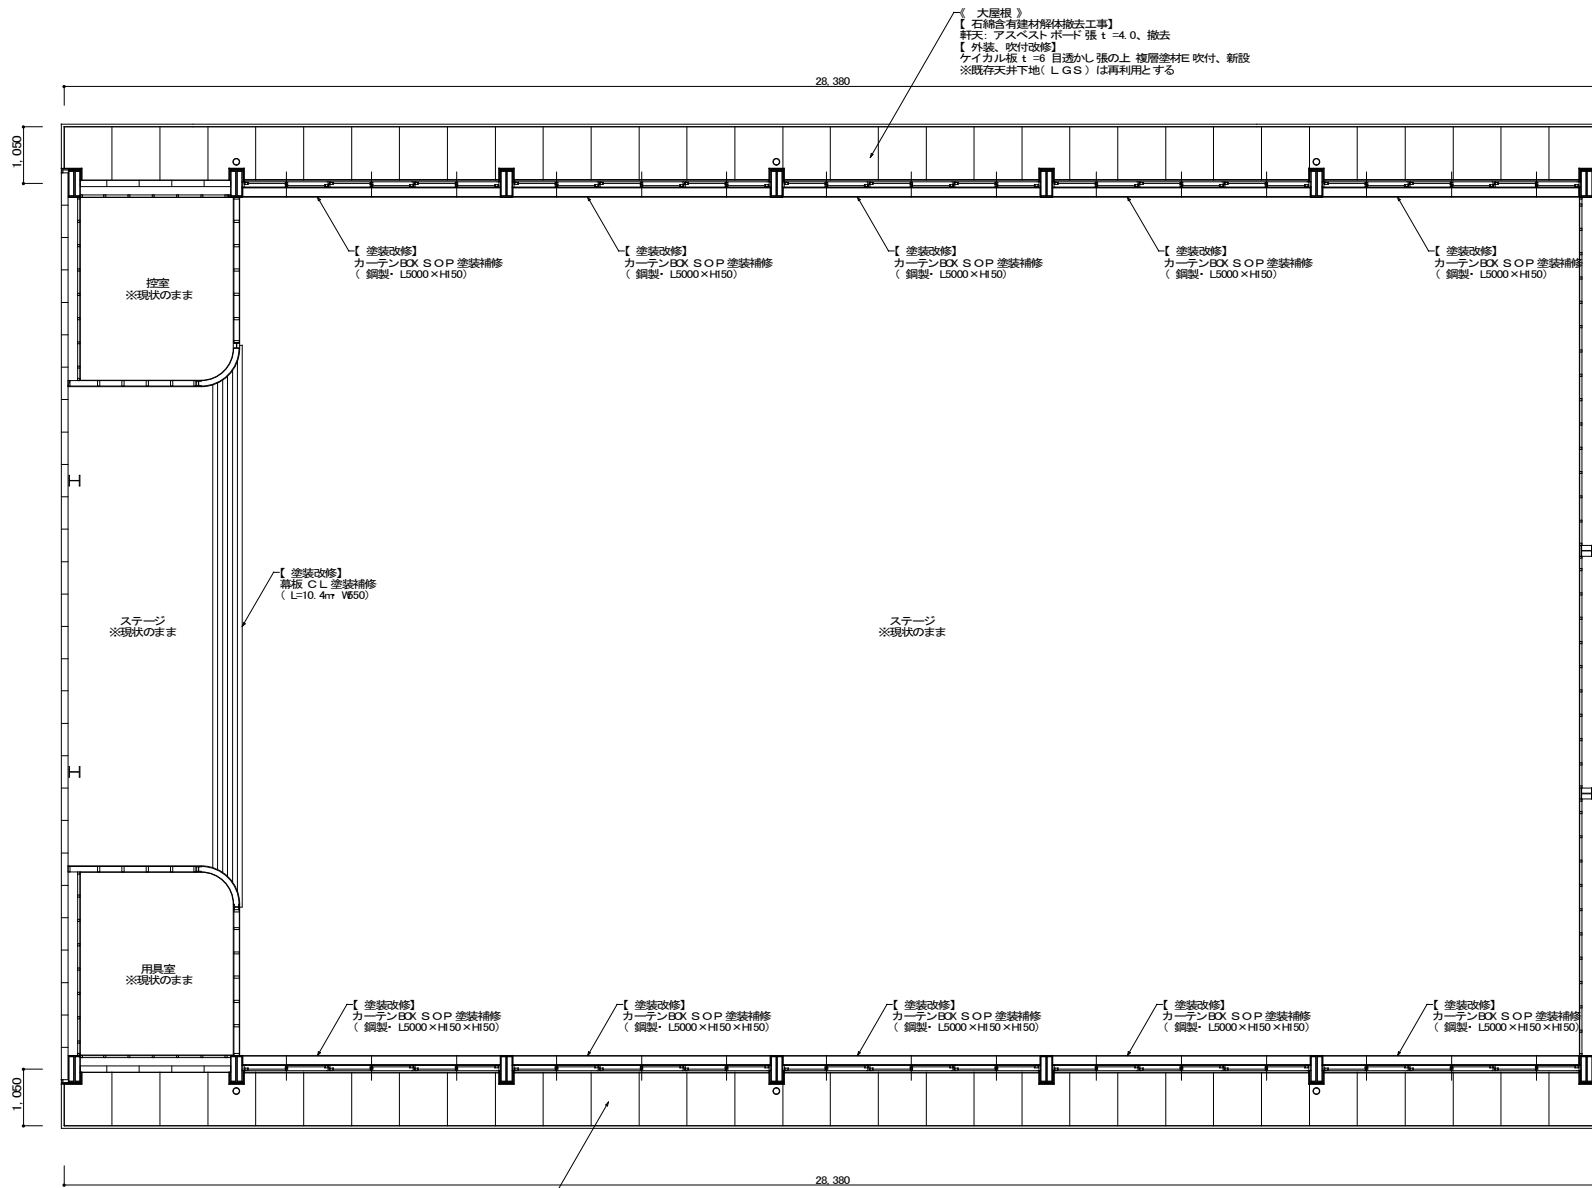 《 大屋根 》
【 石綿含有建材解体撤去工事】
軒天: アスベストボード 張 t =4. 0、撤去
【 外装、吹付改修】
ケイカル板 t =6 目透かし 張の上 複層塗材E 吹付、新設
※既存天井下地( ＬＧＳ) は再利用とする
28, 380
1, 050
【 塗装改修】
カーテンBOX ＳＯＰ 塗装補修
( 鋼製・ L5000×H150)
【 塗装改修】
カーテンBOX ＳＯＰ 塗装補修
( 鋼製・ L5000×H150)
【 塗装改修】
カーテンBOX ＳＯＰ 塗装補修
( 鋼製・ L5000×H150)
【 塗装改修】
カーテンBOX ＳＯＰ 塗装補修
( 鋼製・ L5000×H150)
【 塗装改修】
カーテンBOX ＳＯＰ 塗装補修
( 鋼製・ L5000×H150)
控室
※現状のまま
【 塗装改修】
幕板 ＣＬ 塗装補修
( L=10. 4m・ W650)
ステージ
※現状のまま
ステージ
※現状のまま
用具室
※現状のまま
【 塗装改修】
カーテンBOX ＳＯＰ 塗装補修
( 鋼製・ L5000×H150×H150)
【 塗装改修】
カーテンBOX ＳＯＰ 塗装補修
( 鋼製・ L5000×H150×H150)
【 塗装改修】
カーテンBOX ＳＯＰ 塗装補修
( 鋼製・ L5000×H150×H150)
【 塗装改修】
カーテンBOX ＳＯＰ 塗装補修
( 鋼製・ L5000×H150×H150)
【 塗装改修】
カーテンBOX ＳＯＰ 塗装補修
( 鋼製・ L5000×H150×H150)
1, 050
28, 380